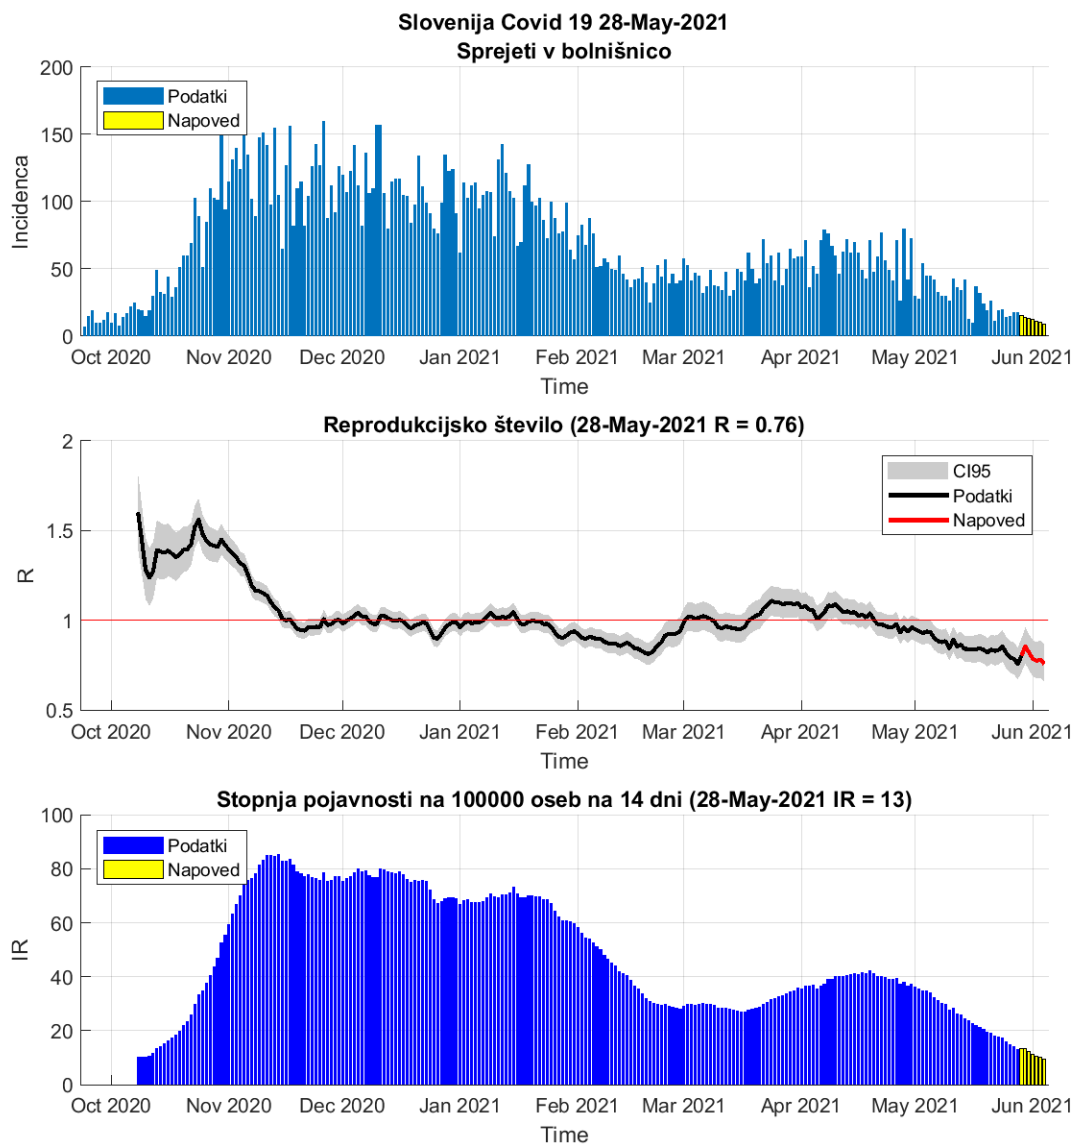 Slovenija Covid 19 28-May-2021
Sprejeti v bolnišnico
200
150
100
50
0
Incidenca
Podatki
Napoved
Oct 2020 Nov 2020 Dec 2020 Jan 2021 Feb 2021 Mar 2021 Apr 2021 May 2021 Jun 2021
Time
Reprodukcijsko število (28-May-2021 R = 0.76)
2
1.5
1
0.5
R
CI95
Podatki
Napoved
Oct 2020 Nov 2020 Dec 2020 Jan 2021 Feb 2021 Mar 2021 Apr 2021 May 2021 Jun 2021
Time
Stopnja pojavnosti na 100000 oseb na 14 dni (28-May-2021 IR = 13)
100
80
60
40
20
0
IR
Podatki
Napoved
Oct 2020 Nov 2020 Dec 2020 Jan 2021 Feb 2021 Mar 2021 Apr 2021 May 2021 Jun 2021
Time